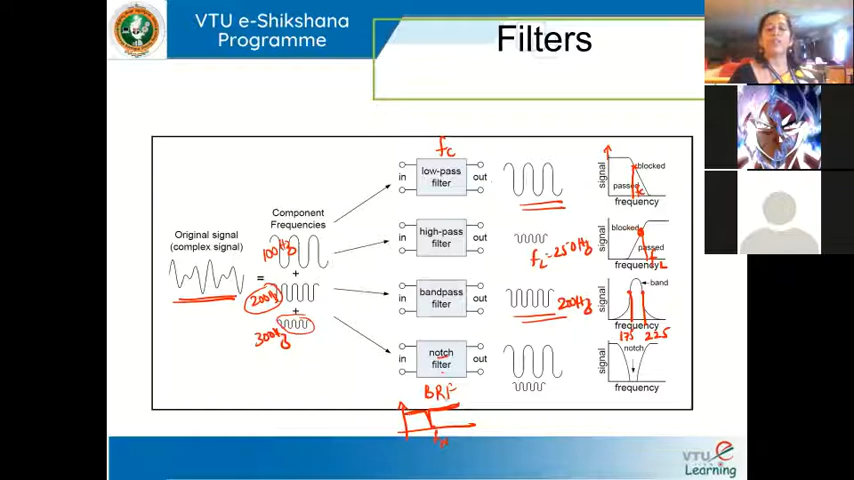 VTU e-Shikshana
Programme
Filters
Original signal
(complex signal)
=
Component
Frequencies
100Hz
+
200Hz
+
300Hz
fc
in
low-pass
filter
out
signal
blocked
passed
fc
frequency
in
high-pass
filter
out
fL=250Hz
signal
blocked
passed
fL
frequency
in
bandpass
filter
out
200Hz
signal
band
frequency
175
225
in
notch
filter
out
signal
notch
frequency
BRF
VTU e
Learning